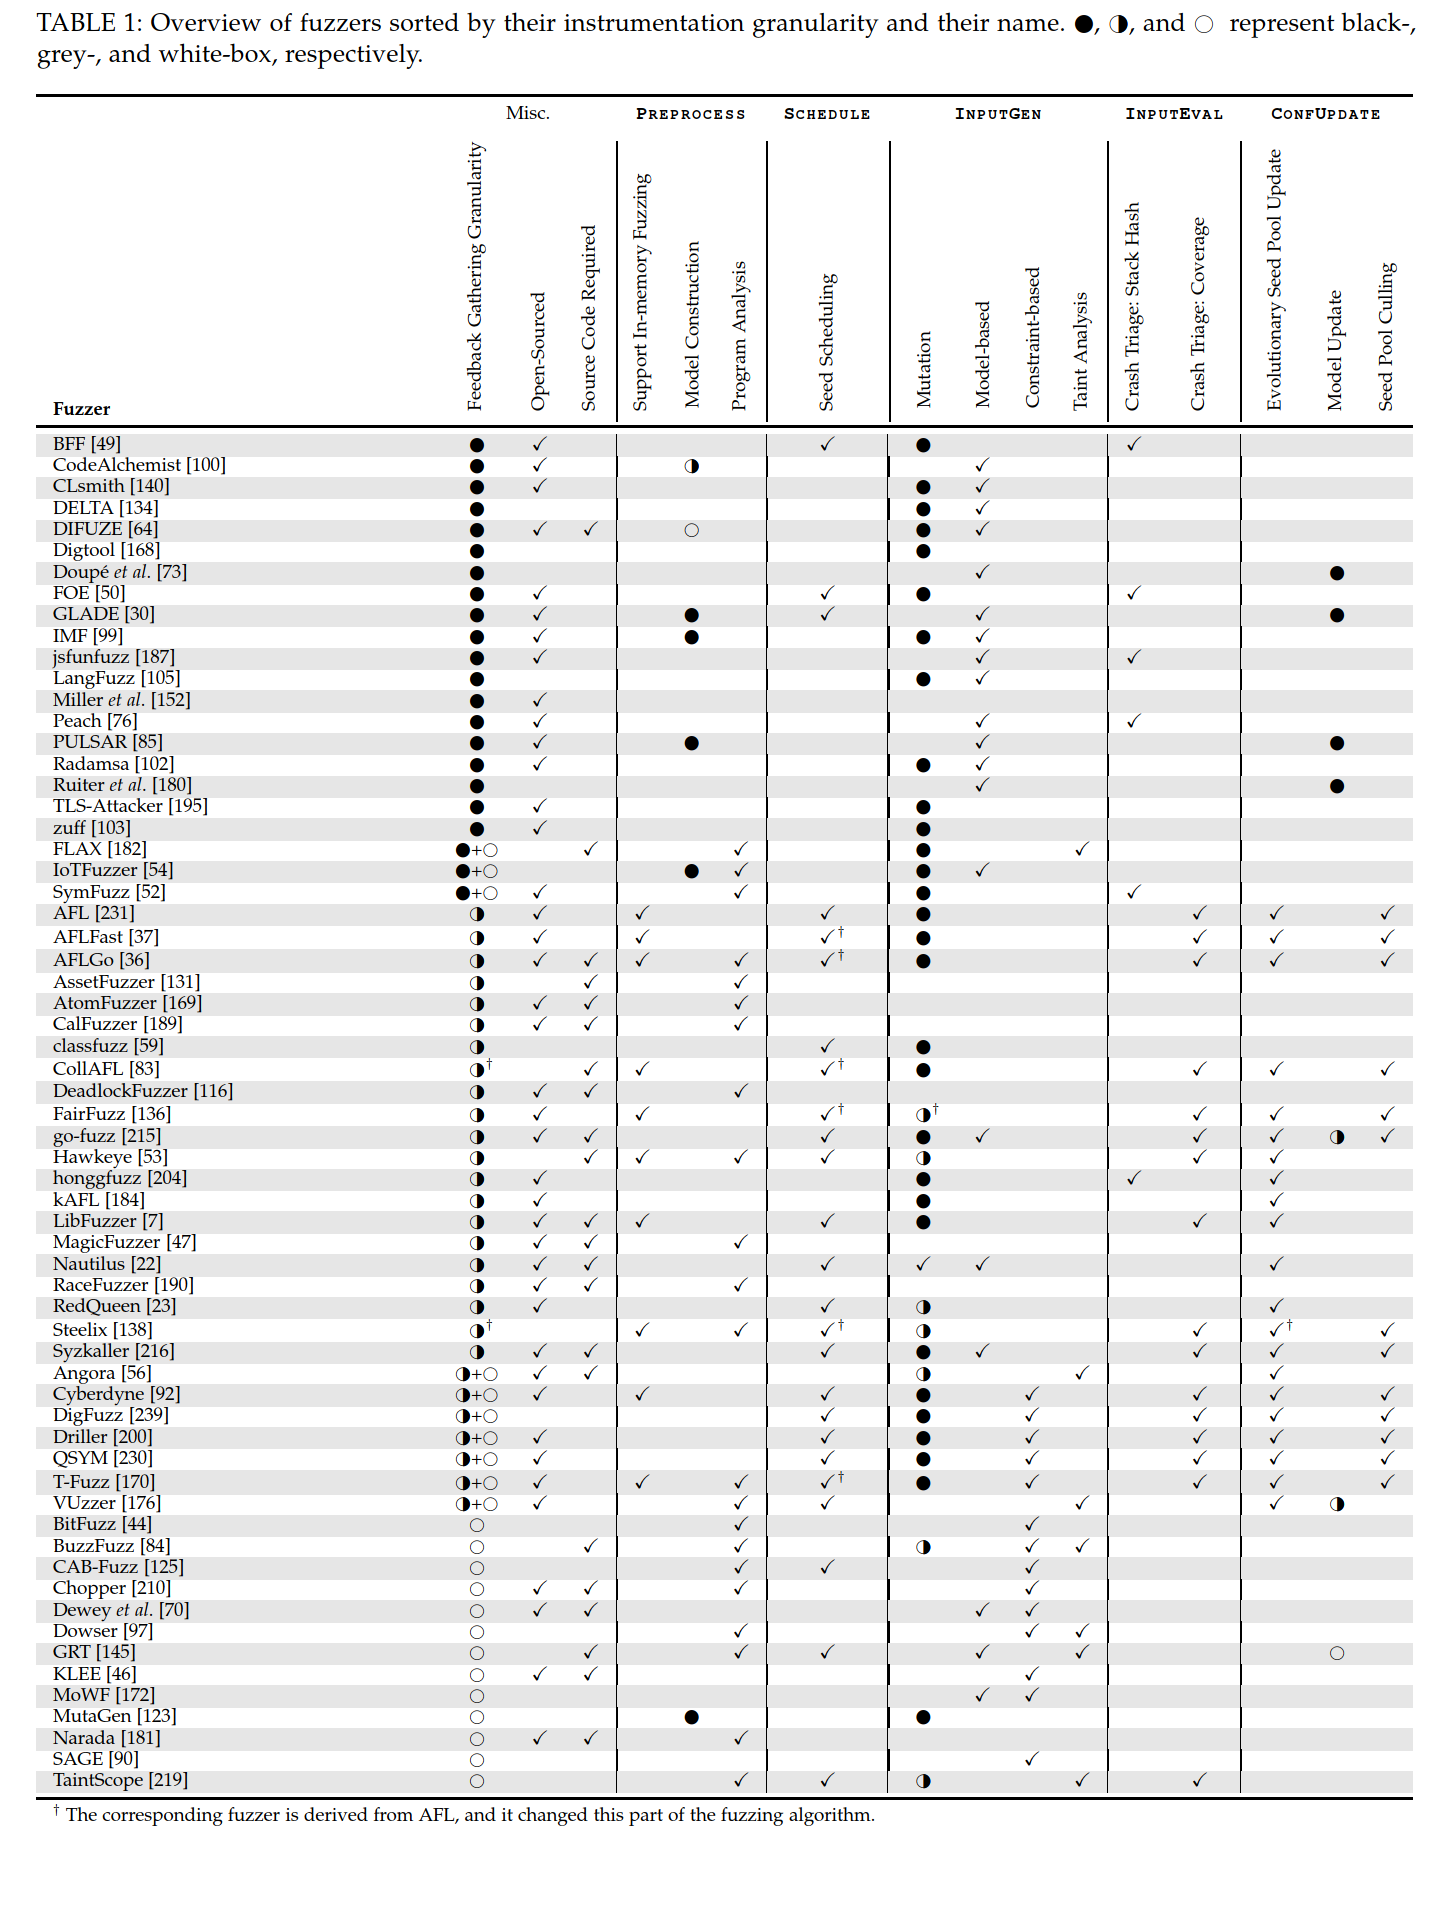 TABLE 1: Overview of fuzzers sorted by their instrumentation granularity and their name. ●, ◑, and ○ represent black-,
grey-, and white-box, respectively.
Misc. PREPROCESS SCHEDULE INPUTGEN INPUTEVAL CONFUPDATE
Fuzzer
Feedback Gathering Granularity
Open-Sourced
Source Code Required
Support In-memory Fuzzing
Model Construction
Program Analysis
Seed Scheduling
Mutation
Model-based
Constraint-based
Taint Analysis
Crash Triage: Stack Hash
Crash Triage: Coverage
Evolutionary Seed Pool Update
Model Update
Seed Pool Culling
BFF [49] ● ✓ ✓ ● ✓
CodeAlchemist [100] ● ✓ ◑ ✓
CLsmith [140] ● ✓ ● ✓
DELTA [134] ● ● ✓
DIFUZE [64] ● ✓ ✓ ○ ● ✓
Digtool [168] ● ●
Doupé et al. [73] ● ✓ ●
FOE [50] ● ✓ ✓ ● ✓
GLADE [30] ● ✓ ● ✓ ✓ ●
IMF [99] ● ✓ ● ● ✓
jsfunfuzz [187] ● ✓ ✓ ✓
LangFuzz [105] ● ● ✓
Miller et al. [152] ● ✓
Peach [76] ● ✓ ✓ ✓
PULSAR [85] ● ✓ ● ✓ ●
Radamsa [102] ● ✓ ● ✓
Ruiter et al. [180] ● ✓ ●
TLS-Attacker [195] ● ✓ ●
zuff [103] ● ✓ ●
FLAX [182] ●+○ ✓ ✓ ● ✓
IoTFuzzer [54] ●+○ ● ✓ ● ✓
SymFuzz [52] ●+○ ✓ ✓ ● ✓
AFL [231] ◑ ✓ ✓ ✓ ● ✓ ✓ ✓
AFLFast [37] ◑ ✓ ✓ ✓† ● ✓ ✓ ✓
AFLGo [36] ◑ ✓ ✓ ✓ ✓ ✓† ● ✓ ✓ ✓
AssetFuzzer [131] ◑ ✓ ✓
AtomFuzzer [169] ◑ ✓ ✓ ✓
CalFuzzer [189] ◑ ✓ ✓ ✓
classfuzz [59] ◑ ✓ ●
CollAFL [83] ◑† ✓ ✓ ✓† ● ✓ ✓ ✓
DeadlockFuzzer [116] ◑ ✓ ✓ ✓
FairFuzz [136] ◑ ✓ ✓ ✓† ◑† ✓ ✓ ✓
go-fuzz [215] ◑ ✓ ✓ ✓ ● ✓ ✓ ✓ ◑ ✓
Hawkeye [53] ◑ ✓ ✓ ✓ ✓ ◑ ✓ ✓
honggfuzz [204] ◑ ✓ ● ✓ ✓
kAFL [184] ◑ ✓ ● ✓
LibFuzzer [7] ◑ ✓ ✓ ✓ ✓ ● ✓ ✓
MagicFuzzer [47] ◑ ✓ ✓ ✓
Nautilus [22] ◑ ✓ ✓ ✓ ✓ ✓ ✓
RaceFuzzer [190] ◑ ✓ ✓ ✓
RedQueen [23] ◑ ✓ ✓ ◑ ✓
Steelix [138] ◑† ✓ ✓ ✓† ◑ ✓ ✓† ✓
Syzkaller [216] ◑ ✓ ✓ ✓ ● ✓ ✓ ✓ ✓
Angora [56] ◑+○ ✓ ✓ ◑ ✓ ✓
Cyberdyne [92] ◑+○ ✓ ✓ ✓ ● ✓ ✓ ✓ ✓
DigFuzz [239] ◑+○ ✓ ● ✓ ✓ ✓ ✓
Driller [200] ◑+○ ✓ ✓ ● ✓ ✓ ✓ ✓
QSYM [230] ◑+○ ✓ ✓ ● ✓ ✓ ✓ ✓
T-Fuzz [170] ◑+○ ✓ ✓ ✓ ✓† ● ✓ ✓ ✓ ✓
VUzzer [176] ◑+○ ✓ ✓ ✓ ✓ ✓ ◑
BitFuzz [44] ○ ✓ ✓
BuzzFuzz [84] ○ ✓ ✓ ◑ ✓ ✓
CAB-Fuzz [125] ○ ✓ ✓ ✓
Chopper [210] ○ ✓ ✓ ✓ ✓
Dewey et al. [70] ○ ✓ ✓ ✓ ✓
Dowser [97] ○ ✓ ✓ ✓
GRT [145] ○ ✓ ✓ ✓ ✓ ✓ ○
KLEE [46] ○ ✓ ✓ ✓
MoWF [172] ○ ✓ ✓
MutaGen [123] ○ ● ●
Narada [181] ○ ✓ ✓ ✓
SAGE [90] ○ ✓
TaintScope [219] ○ ✓ ✓ ◑ ✓ ✓
† The corresponding fuzzer is derived from AFL, and it changed this part of the fuzzing algorithm.